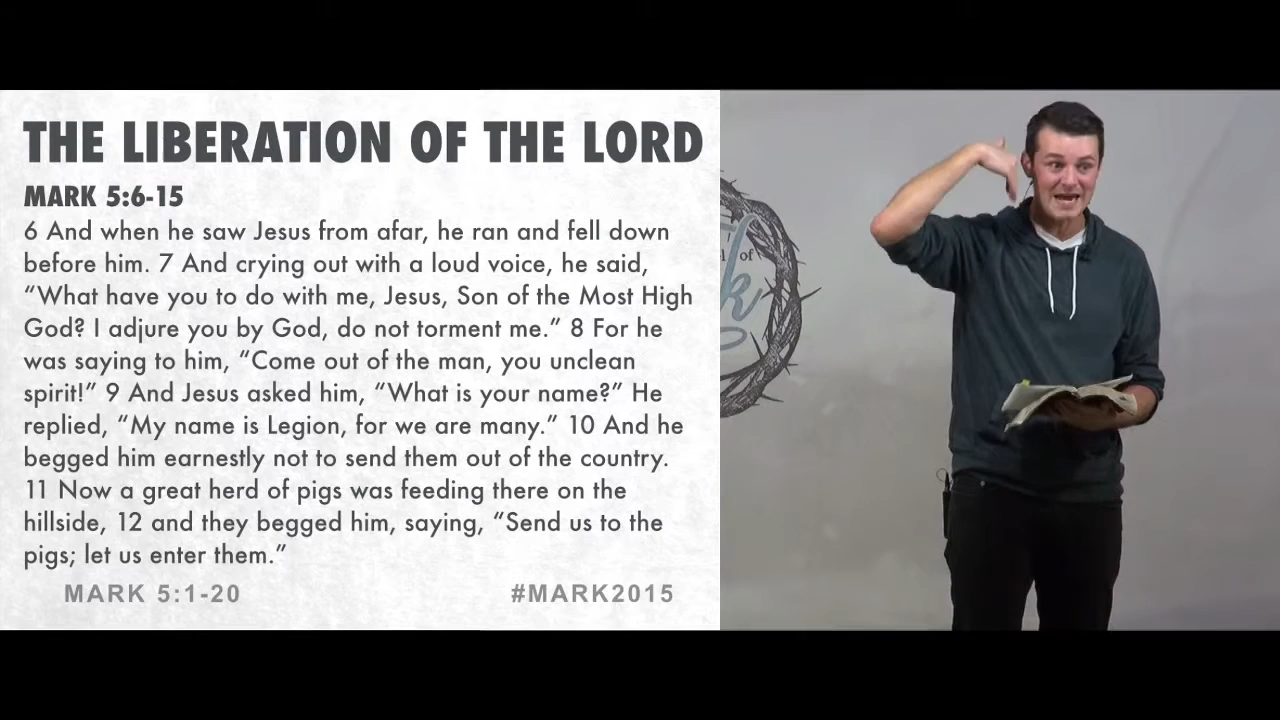 THE LIBERATION OF THE LORD
MARK 5:6-15
6 And when he saw Jesus from afar, he ran and fell down
before him. 7 And crying out with a loud voice, he said,
“What have you to do with me, Jesus, Son of the Most High
God? I adjure you by God, do not torment me.” 8 For he
was saying to him, “Come out of the man, you unclean
spirit!” 9 And Jesus asked him, “What is your name?” He
replied, “My name is Legion, for we are many.” 10 And he
begged him earnestly not to send them out of the country.
11 Now a great herd of pigs was feeding there on the
hillside, 12 and they begged him, saying, “Send us to the
pigs; let us enter them.”
MARK 5:1-20 #MARK2015
of